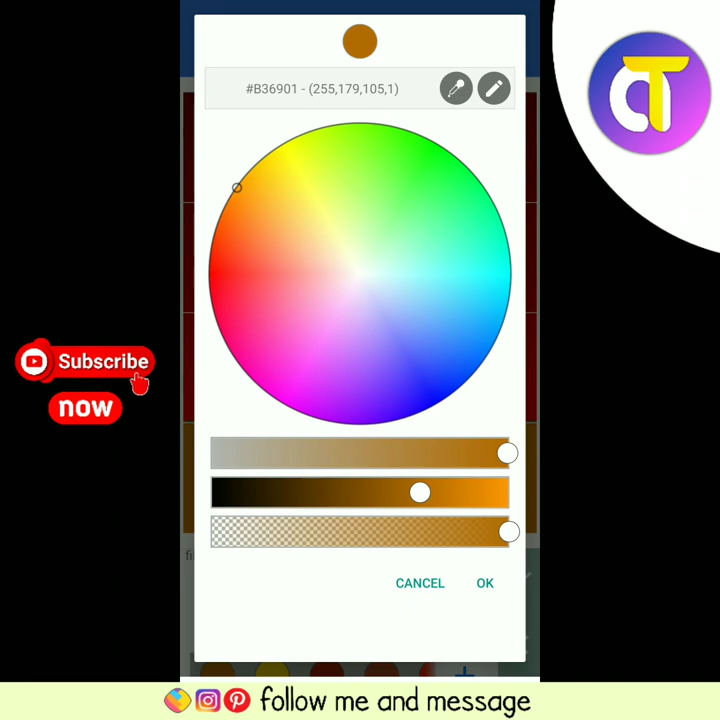 #B36901 - (255,179,105,1)
Subscribe
now
CANCEL
OK
follow me and message